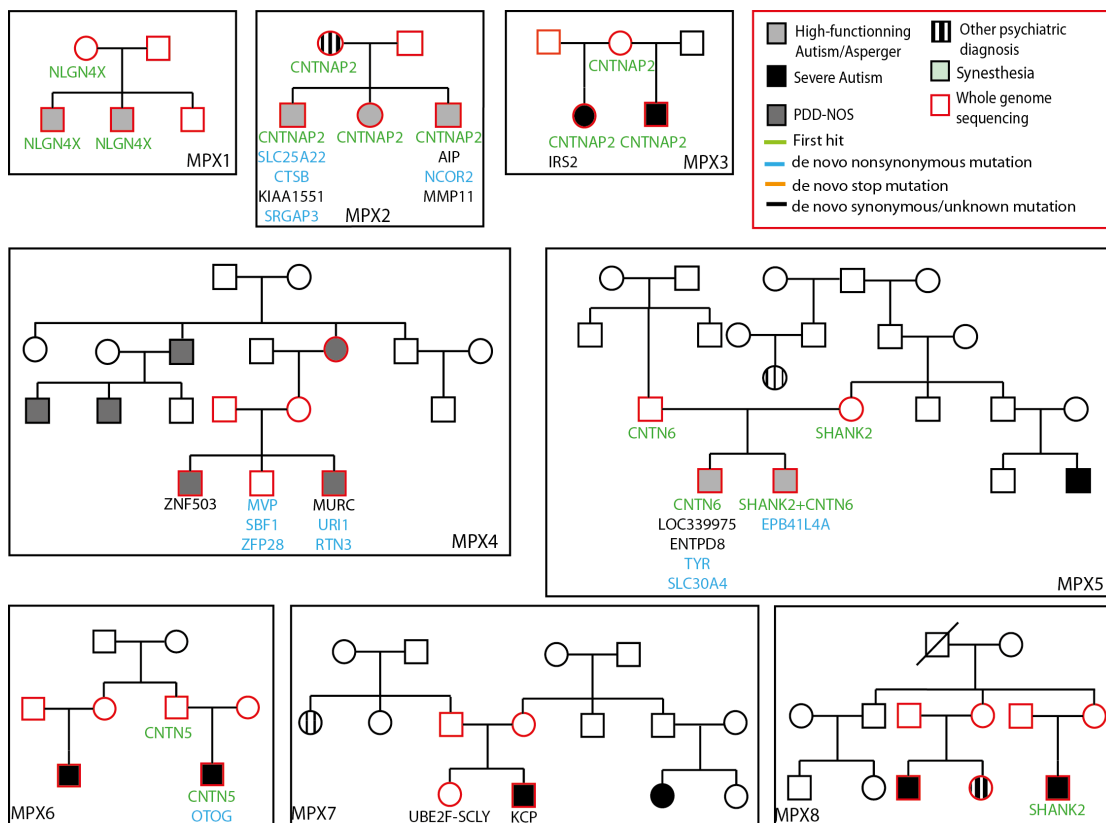 NLGN4X
NLGN4X
NLGN4X
MPX1
CNTNAP2
CNTNAP2
CNTNAP2
CNTNAP2
SLC25A22
CTSB
KIAA1551
SRGAP3
AIP
NCOR2
MMP11
MPX2
CNTNAP2
CNTNAP2
CNTNAP2
IRS2
MPX3
High-functionning
Autism/Asperger
Severe Autism
PDD-NOS
Other psychiatric
diagnosis
Synesthesia
Whole genome
sequencing
First hit
de novo nonsynonymous mutation
de novo stop mutation
de novo synonymous/unknown mutation
ZNF503
MVP
SBF1
ZFP28
MURC
URI1
RTN3
MPX4
CNTN6
SHANK2
CNTN6
LOC339975
ENTPD8
TYR
SLC30A4
SHANK2+CNTN6
EPB41L4A
MPX5
CNTN5
CNTN5
OTOG
MPX6
UBE2F-SCLY
KCP
MPX7
SHANK2
MPX8